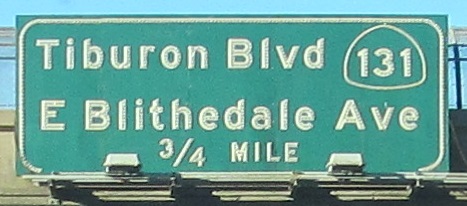 Tiburon Blvd 131
E Blithedale Ave
3/4 MILE